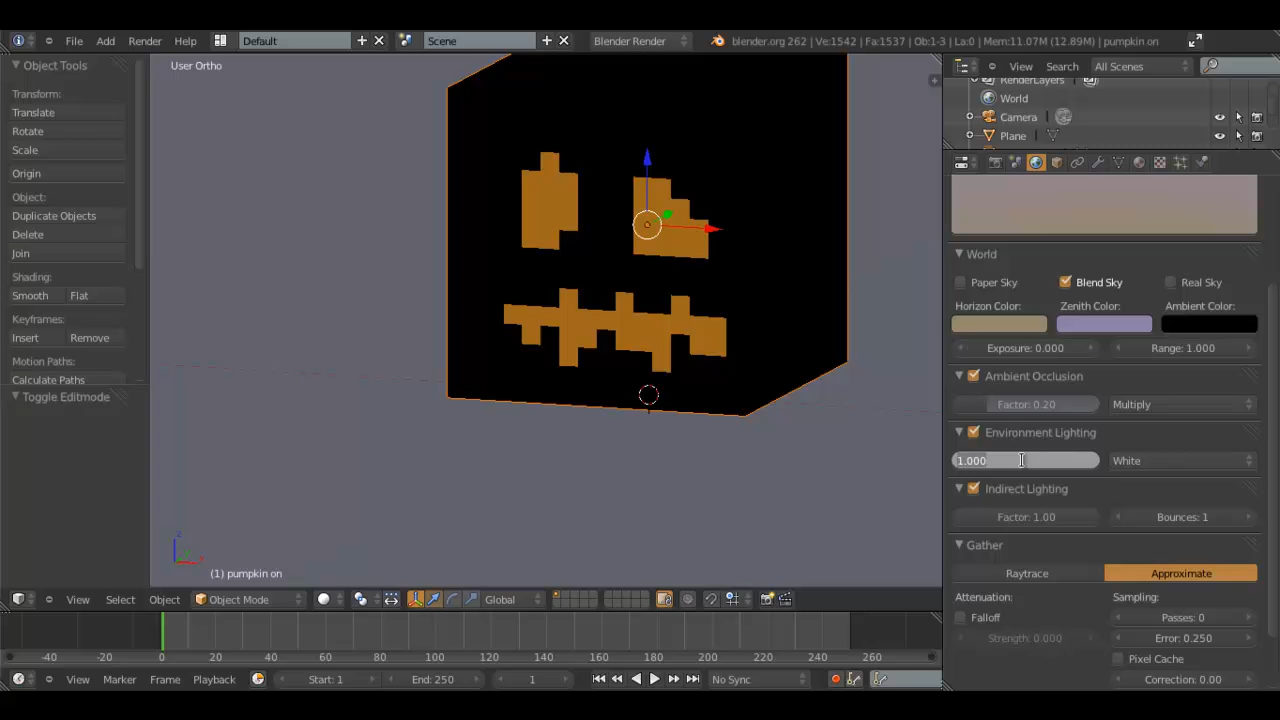 File Add Render Help Default Scene Blender Render blender.org 262 | Ve:1542 | Fa:1537 | Ob:1-3 | La:0 | Mem:11.07M (12.89M) | pumpkin on
Object Tools
Transform:
Translate
Rotate
Scale
Origin
Object:
Duplicate Objects
Delete
Join
Shading:
Smooth Flat
Keyframes:
Insert Remove
Motion Paths:
Calculate Paths
Toggle Editmode
User Ortho
(1) pumpkin on
View Select Object Object Mode Global
-40 -20 0 20 40 60 80 100 120 140 160 180 200 220 240 260
View Marker Frame Playback Start: 1 End: 250 1 No Sync
View Search All Scenes
RenderLayers
World
Camera
Plane
World
Paper Sky Blend Sky Real Sky
Horizon Color: Zenith Color: Ambient Color:
Exposure: 0.000 Range: 1.000
Ambient Occlusion
Factor: 0.20 Multiply
Environment Lighting
1.000 White
Indirect Lighting
Factor: 1.00 Bounces: 1
Gather
Raytrace Approximate
Attenuation: Sampling:
Falloff Passes: 0
Strength: 0.000 Error: 0.250
Pixel Cache
Correction: 0.00